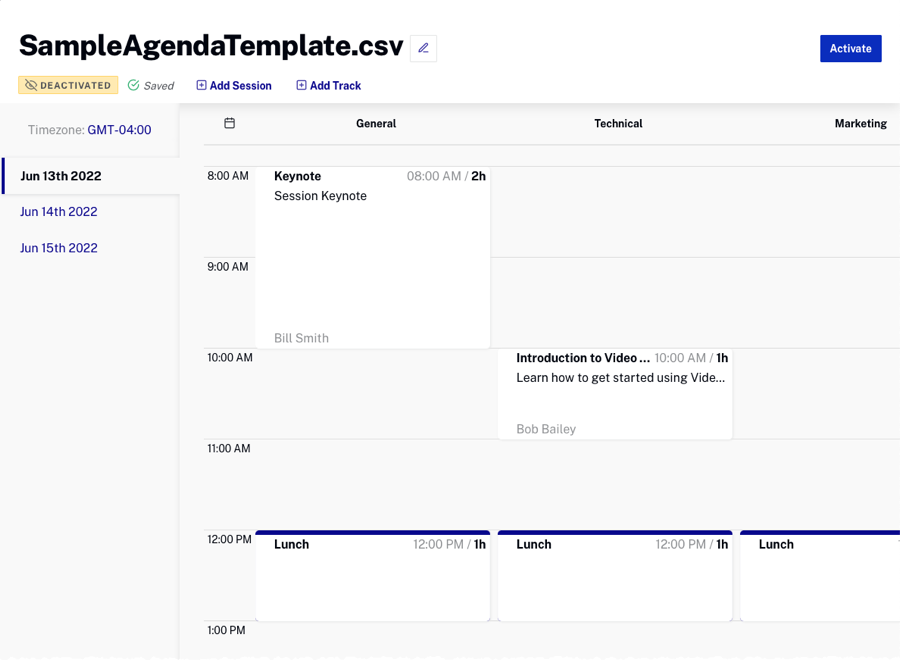 SampleAgendaTemplate.csv
Activate
DEACTIVATED Saved Add Session Add Track
Timezone: GMT-04:00
General Technical Marketing
Jun 13th 2022
Jun 14th 2022
Jun 15th 2022
8:00 AM
Keynote 08:00 AM / 2h
Session Keynote
Bill Smith
9:00 AM
10:00 AM
Introduction to Video ... 10:00 AM / 1h
Learn how to get started using Vide...
Bob Bailey
11:00 AM
12:00 PM
Lunch 12:00 PM / 1h
Lunch 12:00 PM / 1h
Lunch
1:00 PM